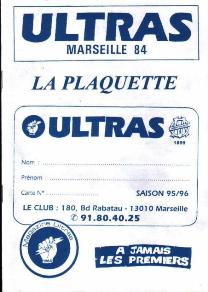 ULTRAS
MARSEILLE 84
LA PLAQUETTE
ULTRAS
1899
Nom :
Prénom :
Carte N° SAISON 95/96
LE CLUB : 180, Bd Rabatau - 13010 Marseille
91.80.40.25
A JAMAIS
LES PREMIERS